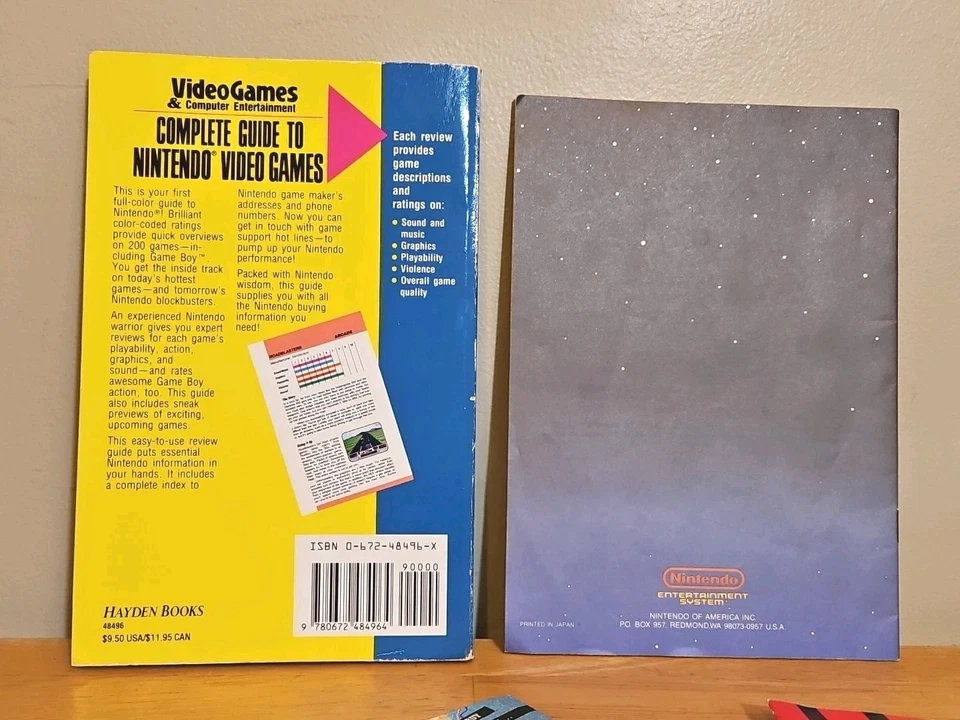 VideoGames
& Computer Entertainment
COMPLETE GUIDE TO
NINTENDO® VIDEO GAMES
This is your first
full-color guide to
Nintendo®! Brilliant
color-coded ratings
provide quick overviews
on 200 games—in-
cluding Game Boy™
You get the inside track
on today's hottest
games—and tomorrow's
Nintendo blockbusters.
An experienced Nintendo
warrior gives you expert
reviews for each game's
playability, action,
graphics, and
sound—and rates
awesome Game Boy
action, too. This guide
also includes sneak
previews of exciting,
upcoming games.
This easy-to-use review
guide puts essential
Nintendo information in
your hands. It includes
a complete index to
Nintendo game maker's
addresses and phone
numbers. Now you can
get in touch with game
support hot lines—to
pump up your Nintendo
performance!
Packed with Nintendo
wisdom, this guide
supplies you with all
the Nintendo buying
information you
need!
Each review
provides
game
descriptions
and
ratings on:
Sound and
music
Graphics
Playability
Violence
Overall game
quality
ROADBLASTERS
ARCADE
ISBN 0-672-48496-X
90000
9 780672 484964
HAYDEN BOOKS
48496
$9.50 USA/$11.95 CAN
Nintendo
ENTERTAINMENT
SYSTEM
PRINTED IN JAPAN
NINTENDO OF AMERICA INC.
P.O. BOX 957, REDMOND,WA 98073-0957 U.S.A